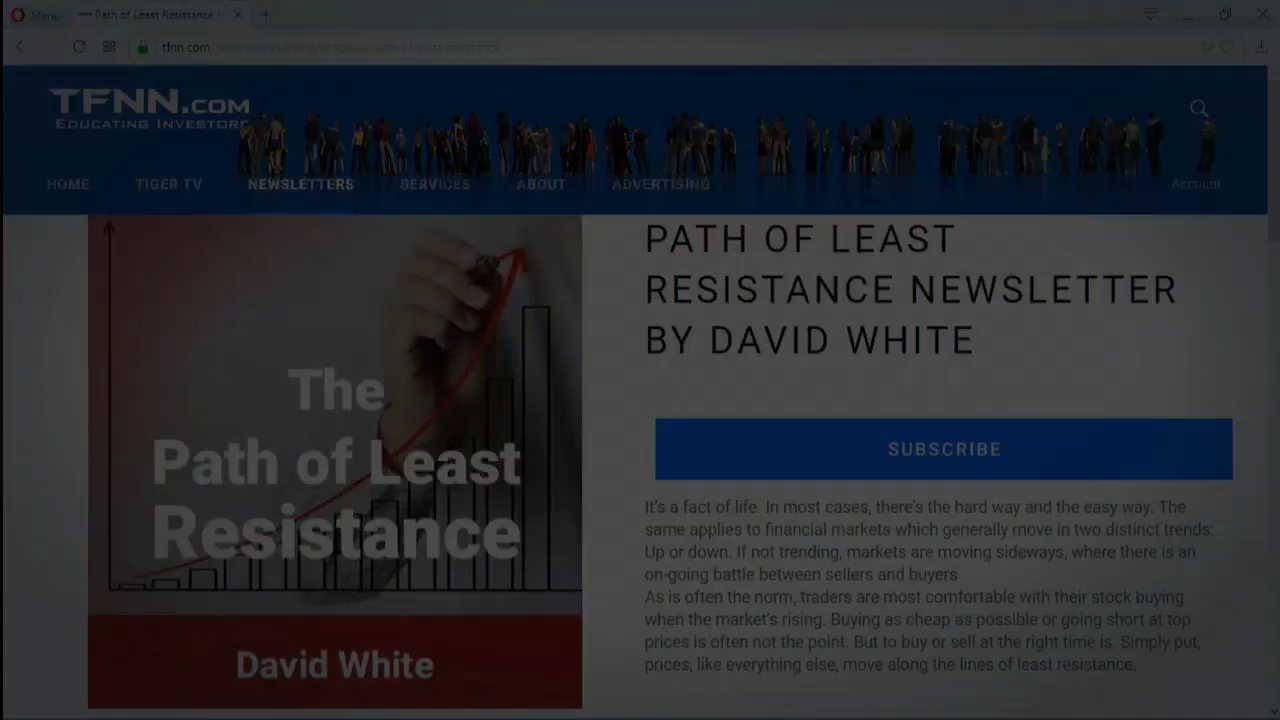 Menu
Path of Least Resistance
tfnn.com
TFNN.COM
EDUCATING INVESTORS
HOME
TIGER TV
NEWSLETTERS
SERVICES
ABOUT
ADVERTISING
Account
The
Path of Least
Resistance
David White
PATH OF LEAST
RESISTANCE NEWSLETTER
BY DAVID WHITE
SUBSCRIBE
It's a fact of life. In most cases, there's the hard way and the easy way. The
same applies to financial markets which generally move in two distinct trends:
Up or down. If not trending, markets are moving sideways, where there is an
on-going battle between sellers and buyers
As is often the norm, traders are most comfortable with their stock buying
when the market's rising. Buying as cheap as possible or going short at top
prices is often not the point. But to buy or sell at the right time is. Simply put,
prices, like everything else, move along the lines of least resistance.